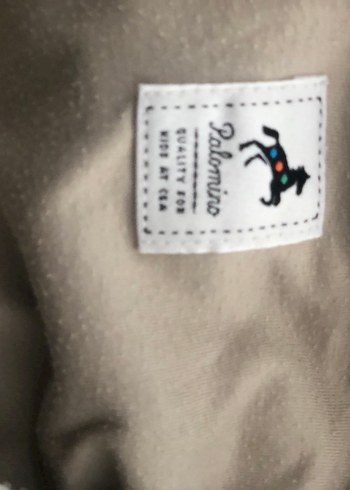 Palomino
QUALITY FOR
KIDS AT C&A